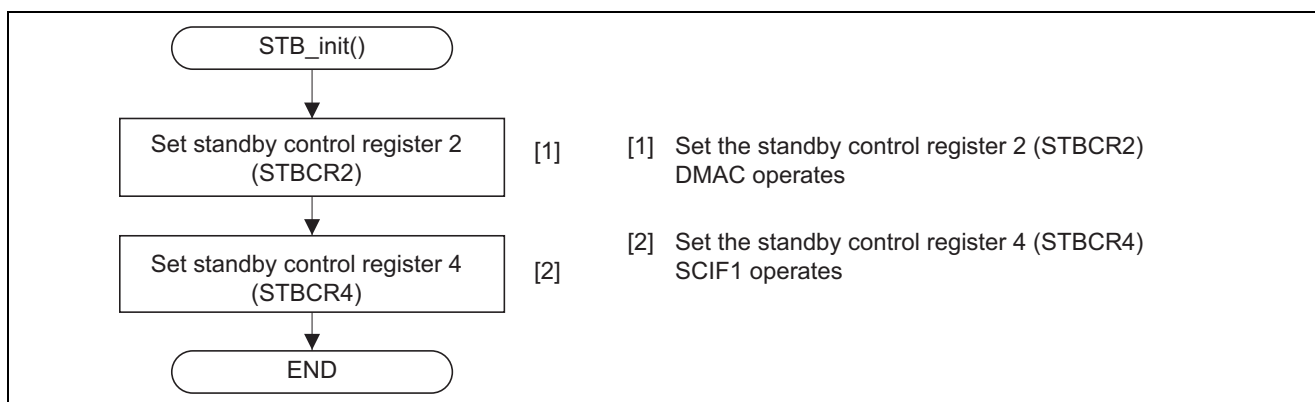 STB_init()
Set standby control register 2
(STBCR2)
[1]
[1] Set the standby control register 2 (STBCR2)
DMAC operates
Set standby control register 4
(STBCR4)
[2]
[2] Set the standby control register 4 (STBCR4)
SCIF1 operates
END